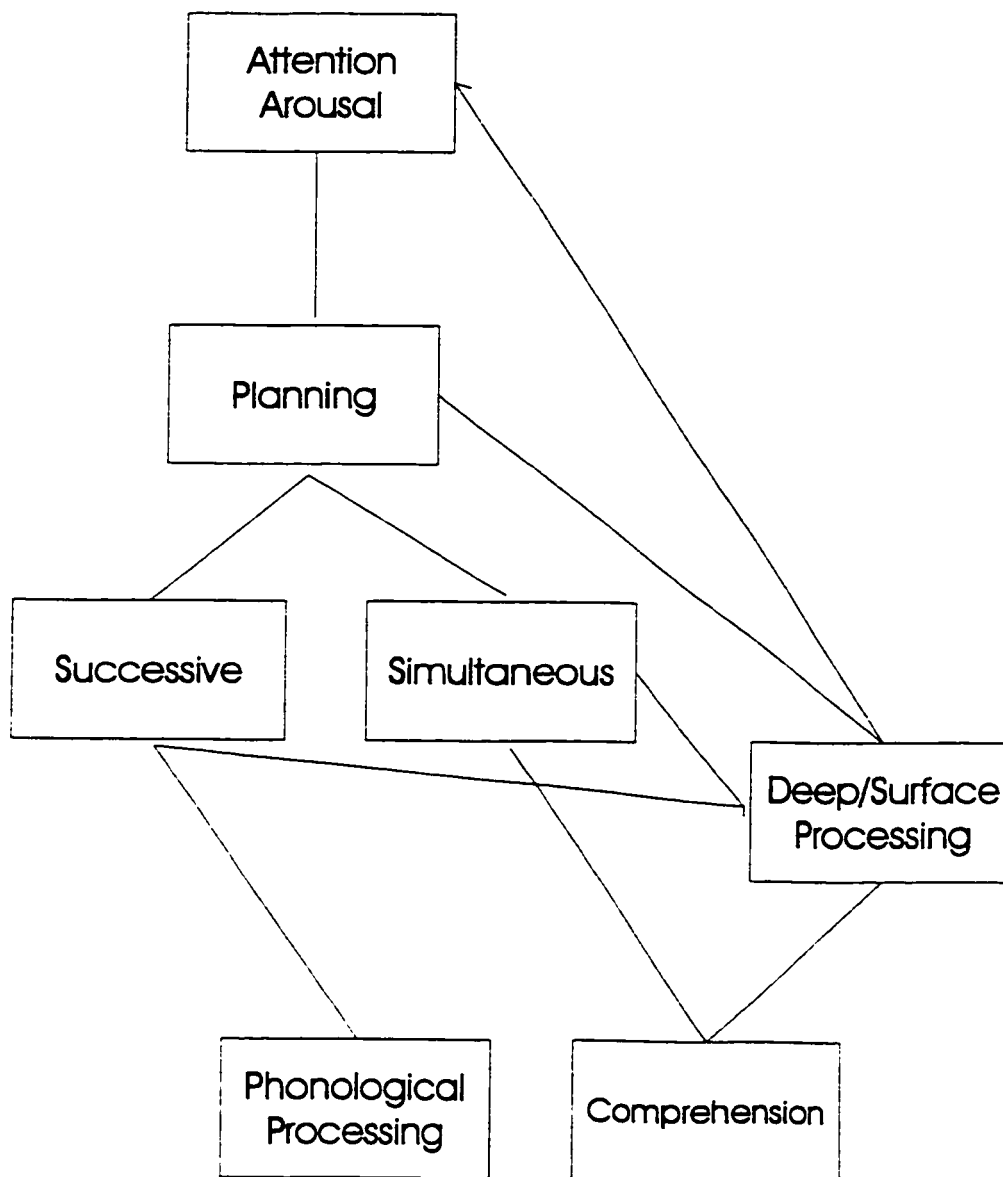 Attention
Arousal
Planning
Successive
Simultaneous
Deep/Surface
Processing
Phonological
Processing
Comprehension